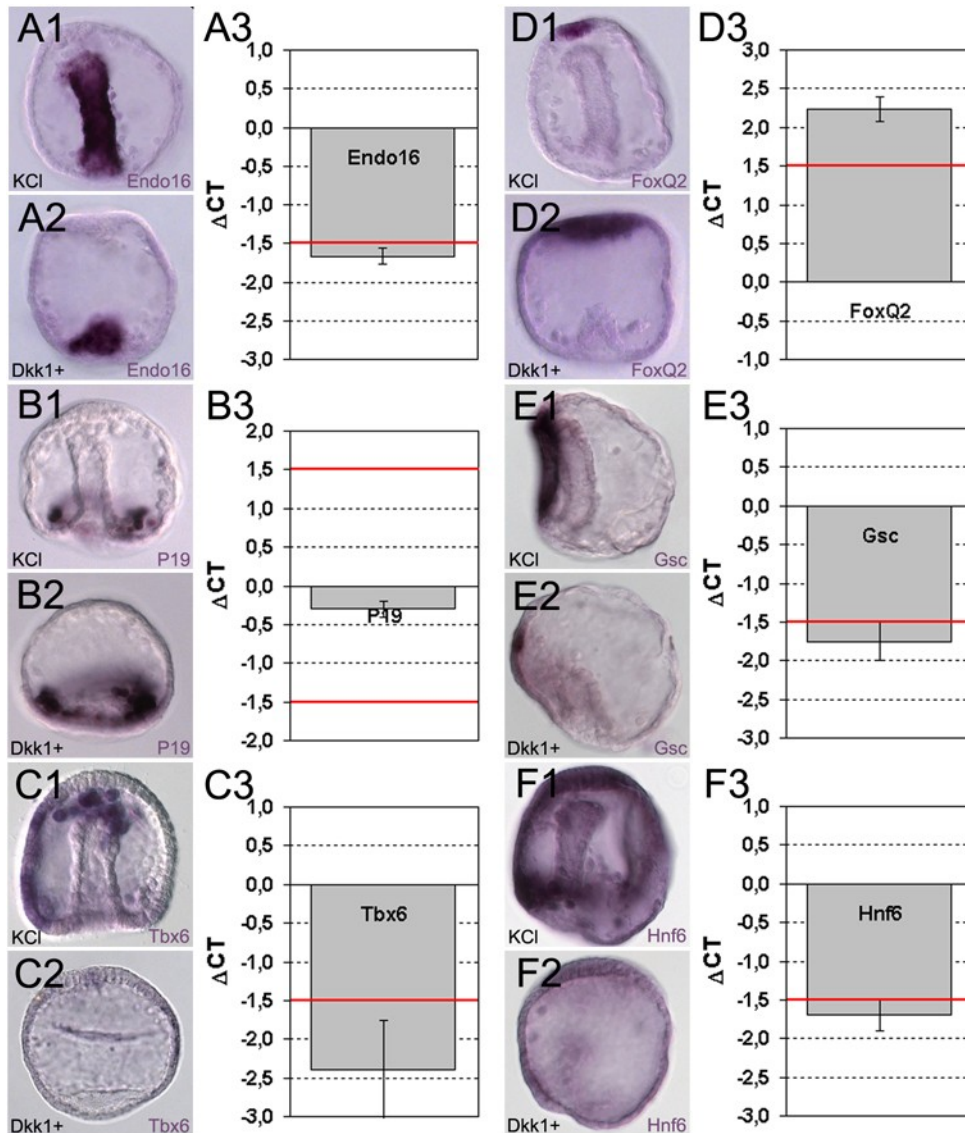 A1
KCl
Endo16
A2
Dkk1+
Endo16
A3
ΔCT
1,0
0,5
0,0
-0,5
-1,0
-1,5
-2,0
-2,5
-3,0
Endo16
B1
KCl
P19
B2
Dkk1+
P19
B3
ΔCT
2,0
1,5
1,0
0,5
0,0
-0,5
-1,0
-1,5
-2,0
P19
C1
KCl
Tbx6
C2
Dkk1+
Tbx6
C3
ΔCT
1,0
0,5
0,0
-0,5
-1,0
-1,5
-2,0
-2,5
-3,0
Tbx6
D1
KCl
FoxQ2
D2
Dkk1+
FoxQ2
D3
ΔCT
3,0
2,5
2,0
1,5
1,0
0,5
0,0
-0,5
-1,0
FoxQ2
E1
KCl
Gsc
E2
Dkk1+
Gsc
E3
ΔCT
1,0
0,5
0,0
-0,5
-1,0
-1,5
-2,0
-2,5
-3,0
Gsc
F1
KCl
Hnf6
F2
Dkk1+
Hnf6
F3
ΔCT
1,0
0,5
0,0
-0,5
-1,0
-1,5
-2,0
-2,5
-3,0
Hnf6